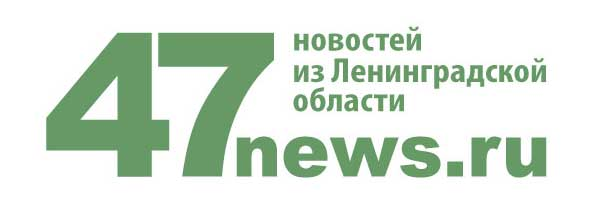 47 новостей
из Ленинградской
области
news.ru